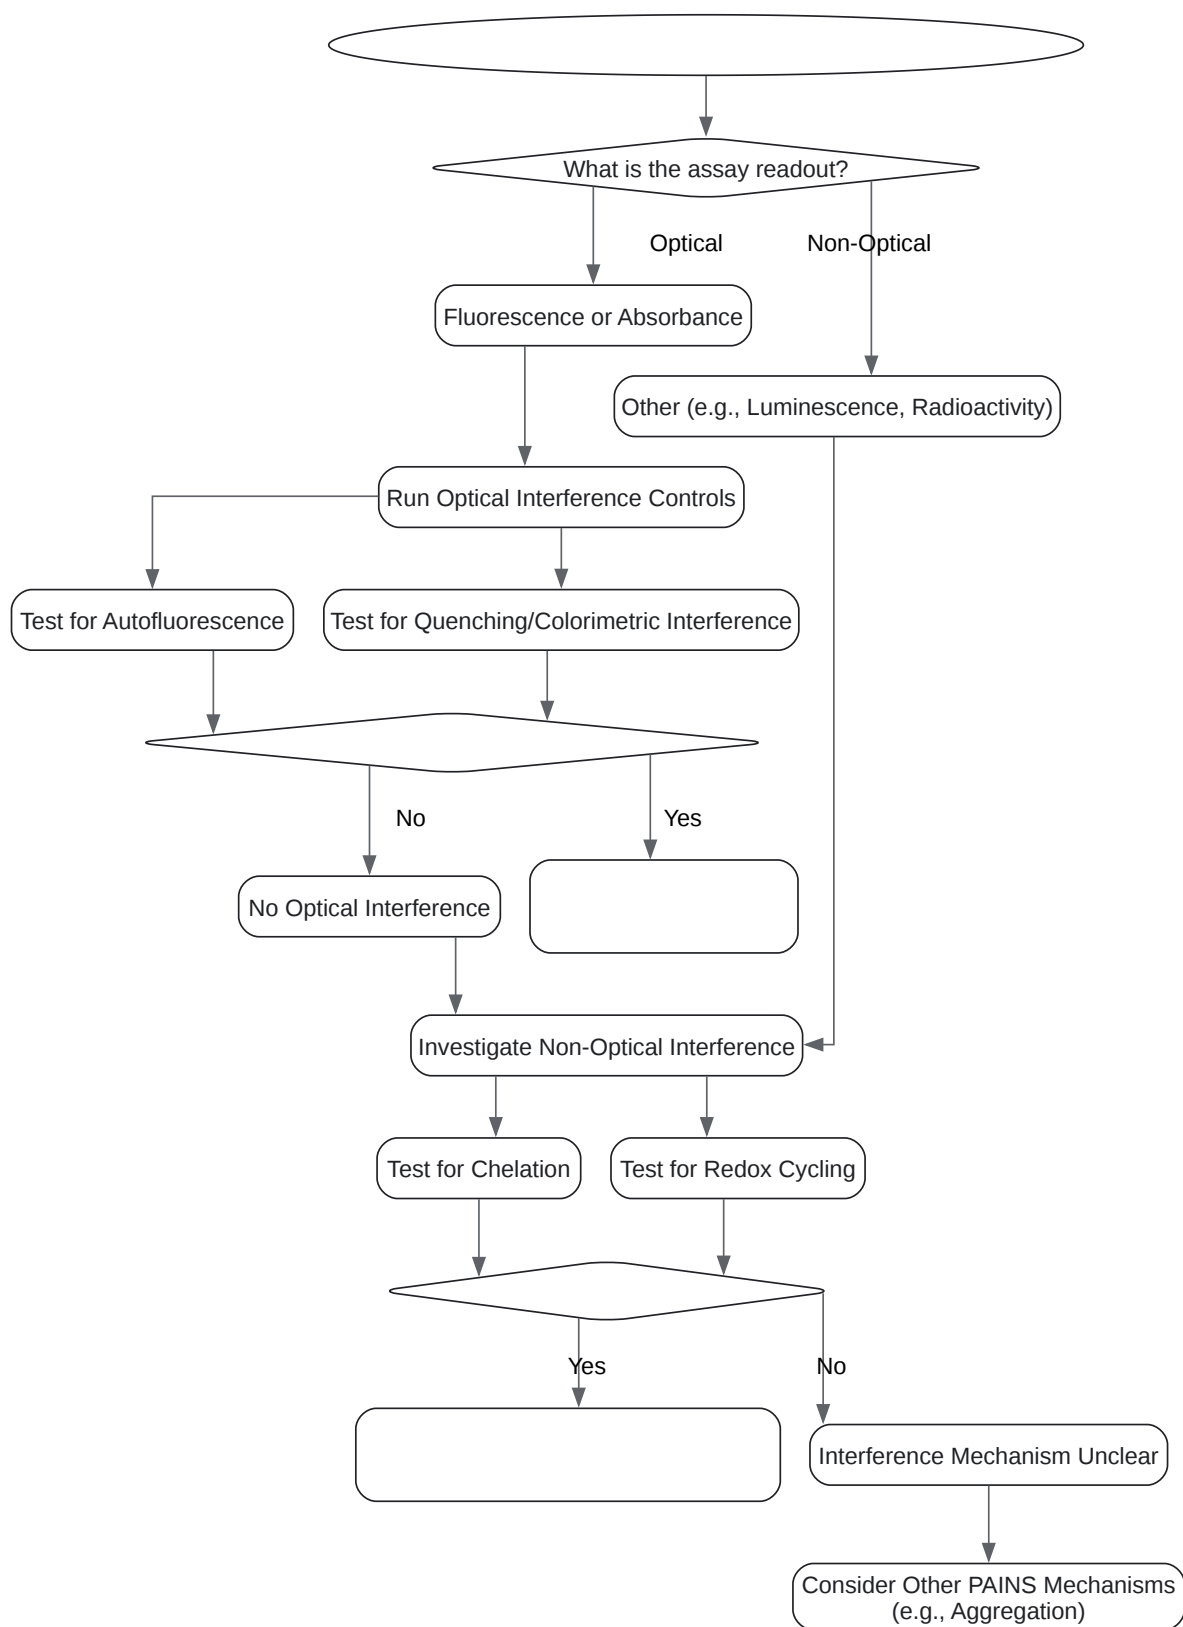 What is the assay readout?
Optical
Non-Optical
Fluorescence or Absorbance
Other (e.g., Luminescence, Radioactivity)
Run Optical Interference Controls
Test for Autofluorescence
Test for Quenching/Colorimetric Interference
No
Yes
No Optical Interference
Investigate Non-Optical Interference
Test for Chelation
Test for Redox Cycling
Yes
No
Interference Mechanism Unclear
Consider Other PAINS Mechanisms
(e.g., Aggregation)